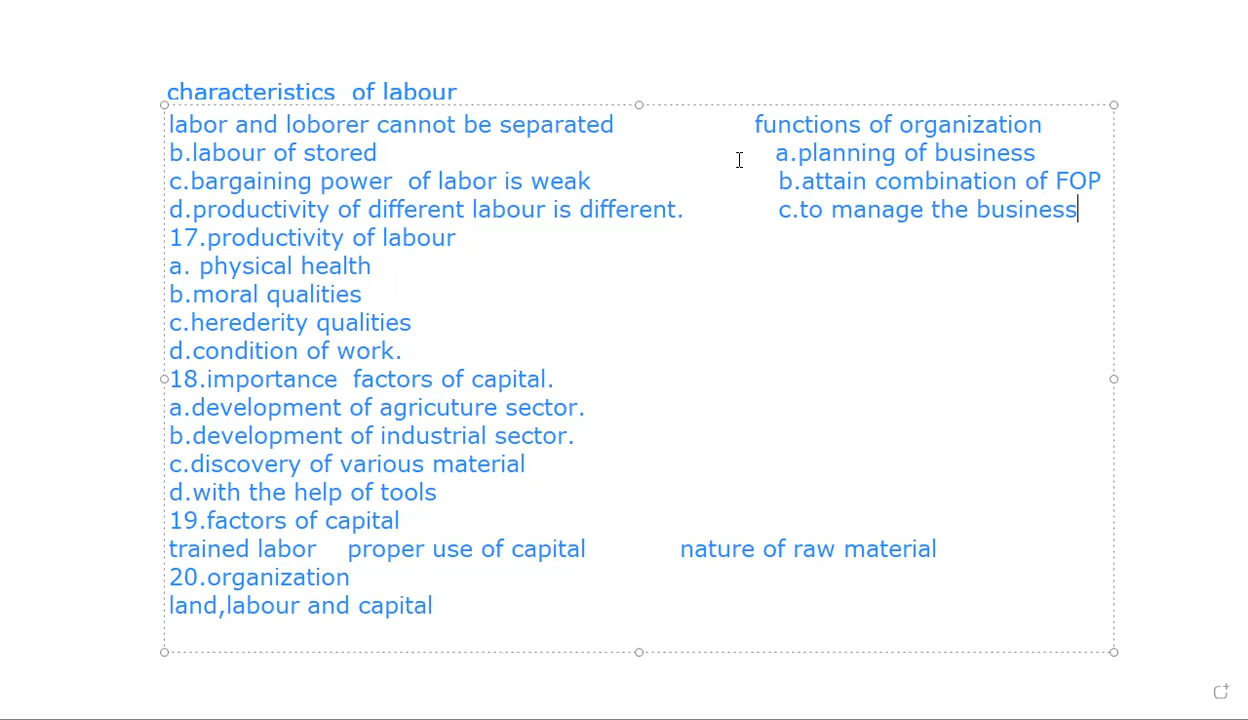 characteristics  of labour
labor and loborer cannot be separated
b.labour of stored
c.bargaining power  of labor is weak
d.productivity of different labour is different.
functions of organization
a.planning of business
b.attain combination of FOP
c.to manage the business
17.productivity of labour
a. physical health
b.moral qualities
c.herederity qualities
d.condition of work.
18.importance  factors of capital.
a.development of agricuture sector.
b.development of industrial sector.
c.discovery of various material
d.with the help of tools
19.factors of capital
trained labor    proper use of capital            nature of raw material
20.organization
land,labour and capital